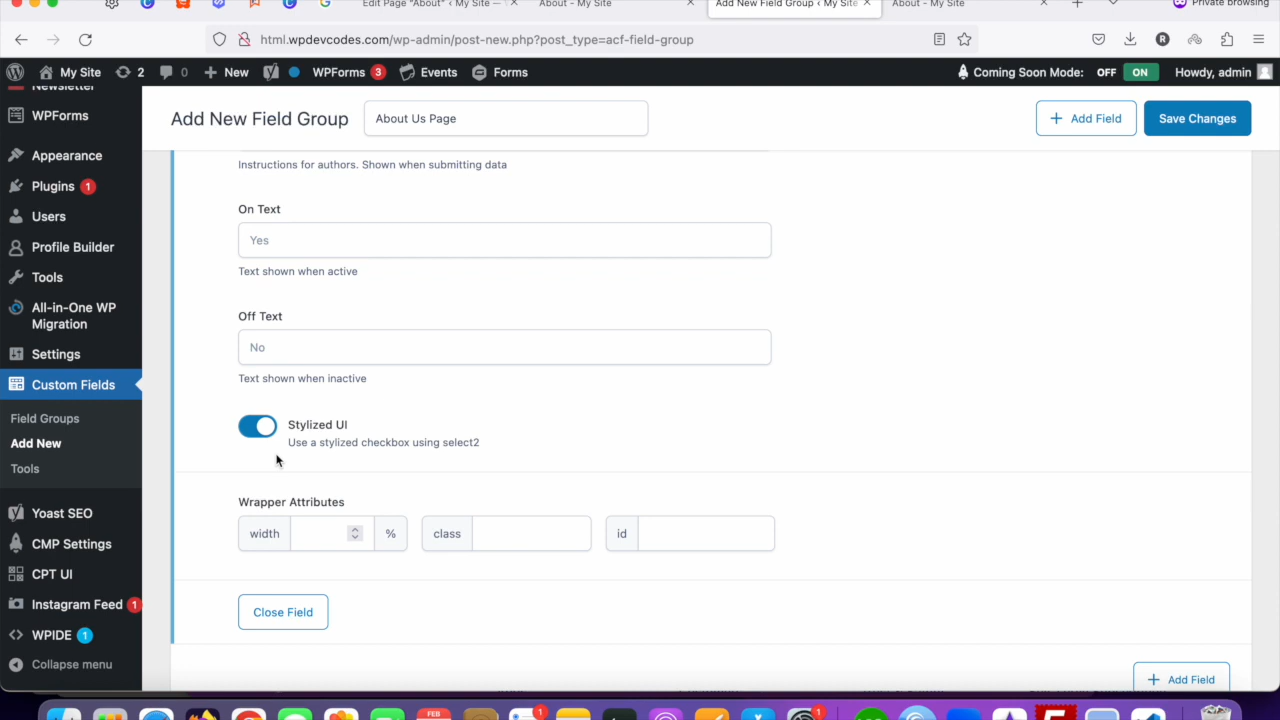 Edit Page "About" < My Site —
About - My Site
Add New Field Group < My Site
About - My Site
Private browsing
html.wpdevcodes.com/wp-admin/post-new.php?post_type=acf-field-group
My Site 2 0 New WPForms 3 Events Forms Coming Soon Mode: OFF ON Howdy, admin
Newsletter
WPForms
Appearance
Plugins 1
Users
Profile Builder
Tools
All-in-One WP
Migration
Settings
Custom Fields
Field Groups
Add New
Tools
Yoast SEO
CMP Settings
CPT UI
Instagram Feed 1
WPIDE 1
Collapse menu
Add New Field Group About Us Page + Add Field Save Changes
Instructions for authors. Shown when submitting data
On Text
Yes
Text shown when active
Off Text
No
Text shown when inactive
Stylized UI
Use a stylized checkbox using select2
Wrapper Attributes
width % class id
Close Field
+ Add Field
FEB 1 1